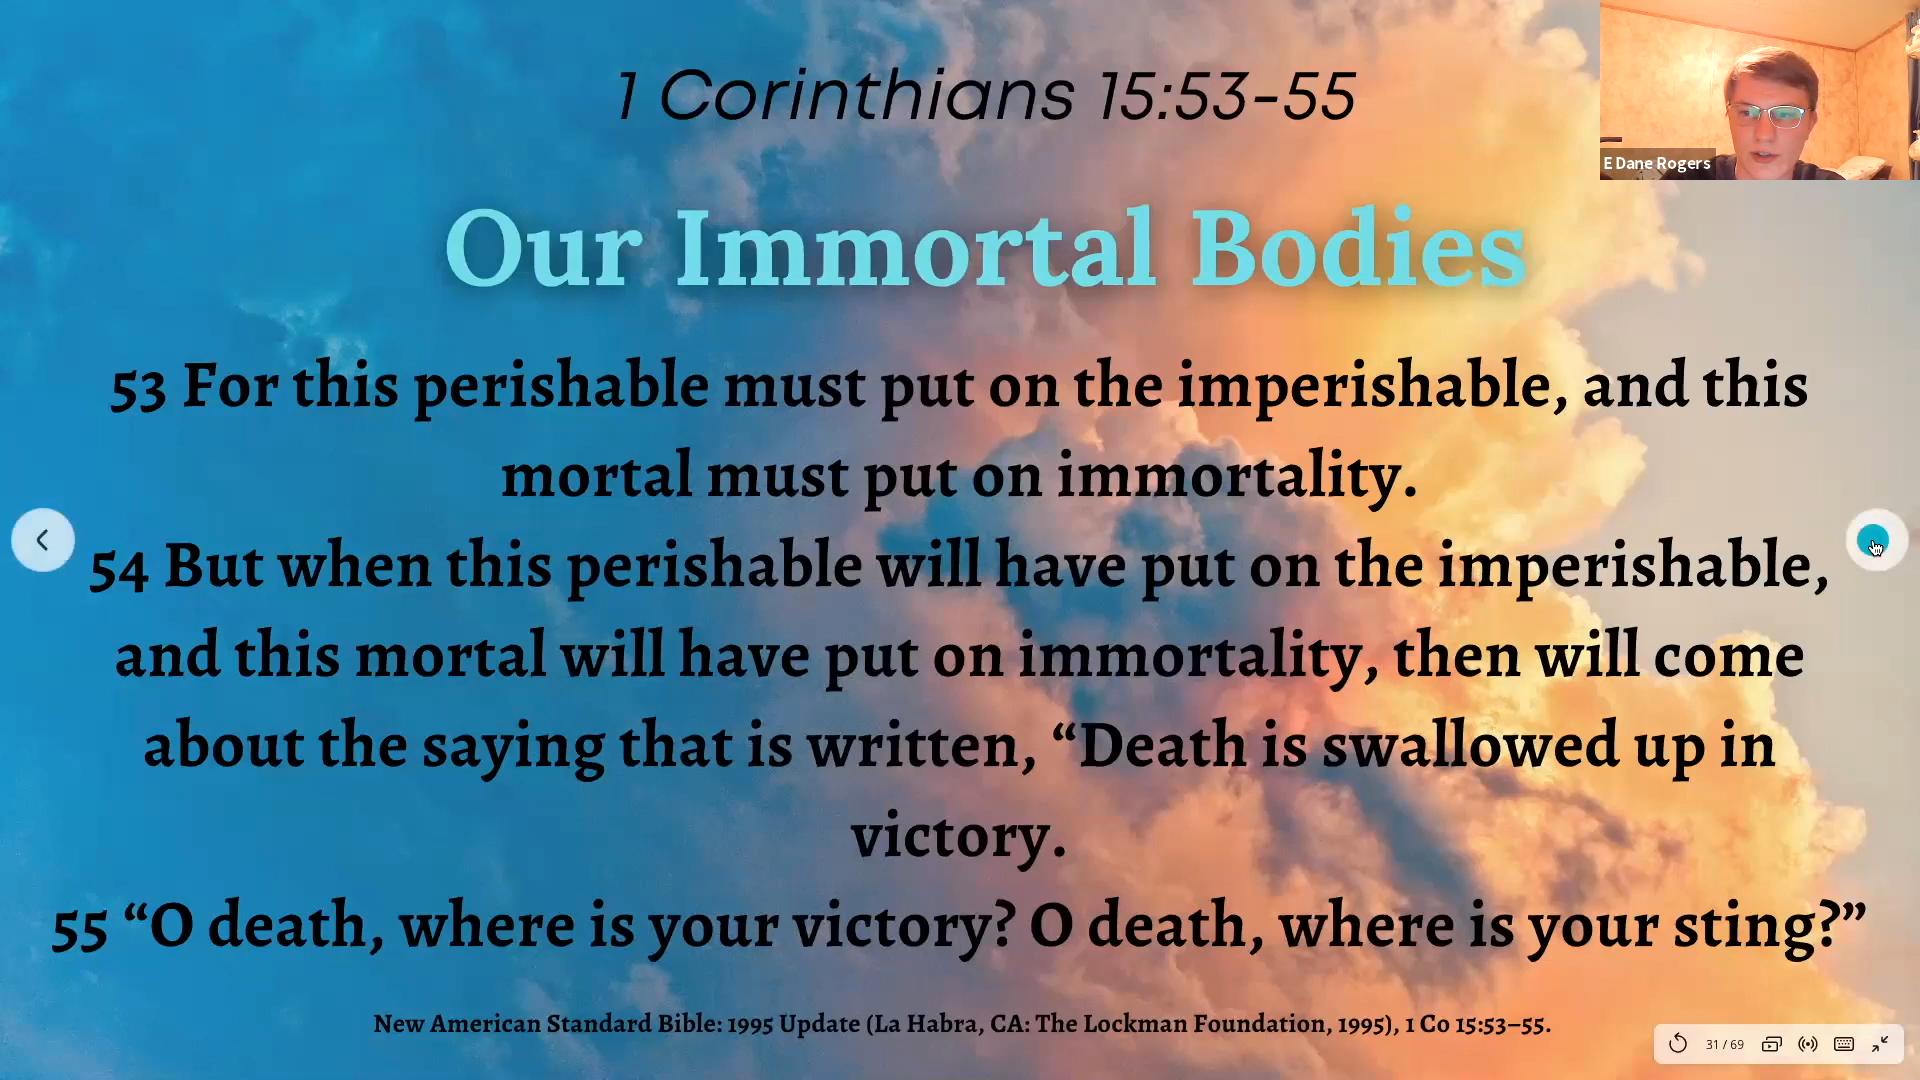 1 Corinthians 15:53-55
E Dane Rogers
Our Immortal Bodies
53 For this perishable must put on the imperishable, and this
mortal must put on immortality.
54 But when this perishable will have put on the imperishable,
and this mortal will have put on immortality, then will come
about the saying that is written, “Death is swallowed up in
victory.
55 “O death, where is your victory? O death, where is your sting?”
New American Standard Bible: 1995 Update (La Habra, CA: The Lockman Foundation, 1995), 1 Co 15:53–55.
31 / 69